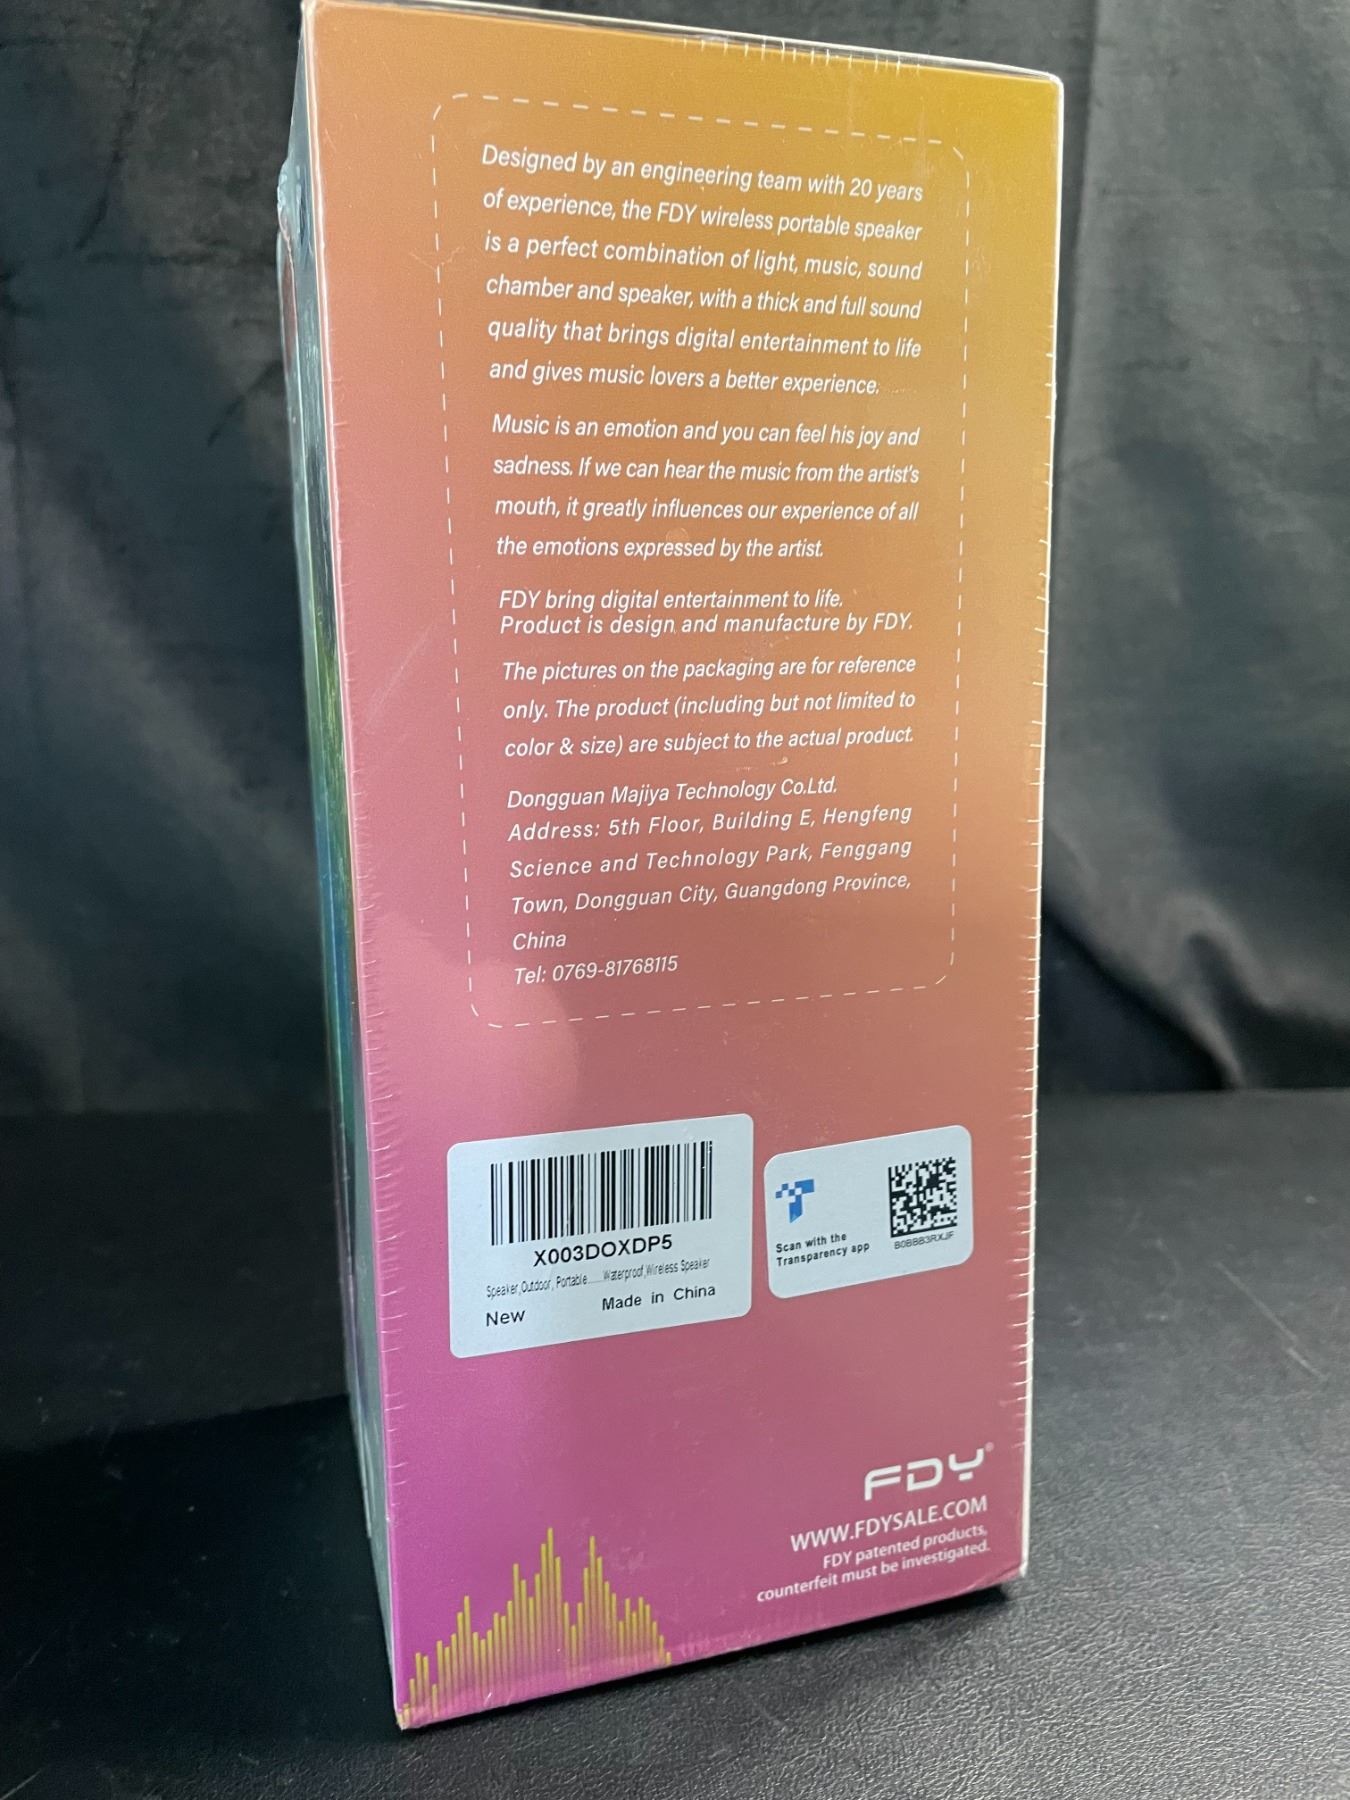 Designed by an engineering team with 20 years
of experience, the FDY wireless portable speaker
is a perfect combination of light, music, sound
chamber and speaker, with a thick and full sound
quality that brings digital entertainment to life
and gives music lovers a better experience.
Music is an emotion and you can feel his joy and
sadness. If we can hear the music from the artist's
mouth, it greatly influences our experience of all
the emotions expressed by the artist.
FDY bring digital entertainment to life.
Product is design and manufacture by FDY.
The pictures on the packaging are for reference
only. The product (including but not limited to
color & size) are subject to the actual product.
Dongguan Majiya Technology Co.Ltd.
Address: 5th Floor, Building E, Hengfeng
Science and Technology Park, Fenggang
Town, Dongguan City, Guangdong Province,
China
Tel: 0769-81768115
X003DOXDP5
Speaker,Outdoor, Portable......Waterproof,Wireless Speaker
New Made in China
Scan with the
Transparency app
B0BBB3RXJF
FDY®
WWW.FDYSALE.COM
FDY patented products,
counterfeit must be investigated.